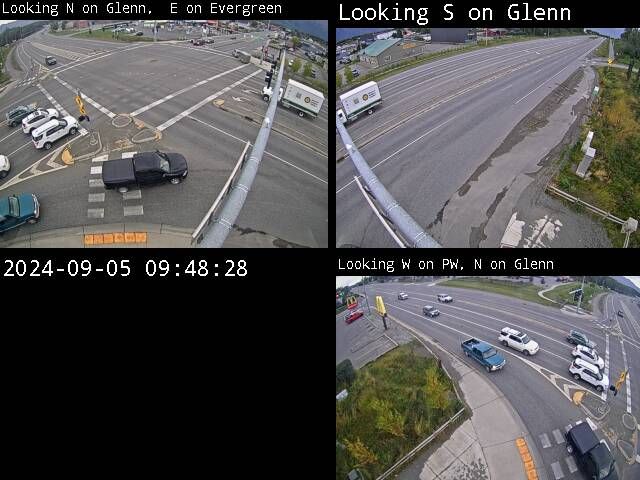 Looking N on Glenn,  E on Evergreen
Looking S on Glenn
2024-09-05 09:48:28
Looking W on PW, N on Glenn